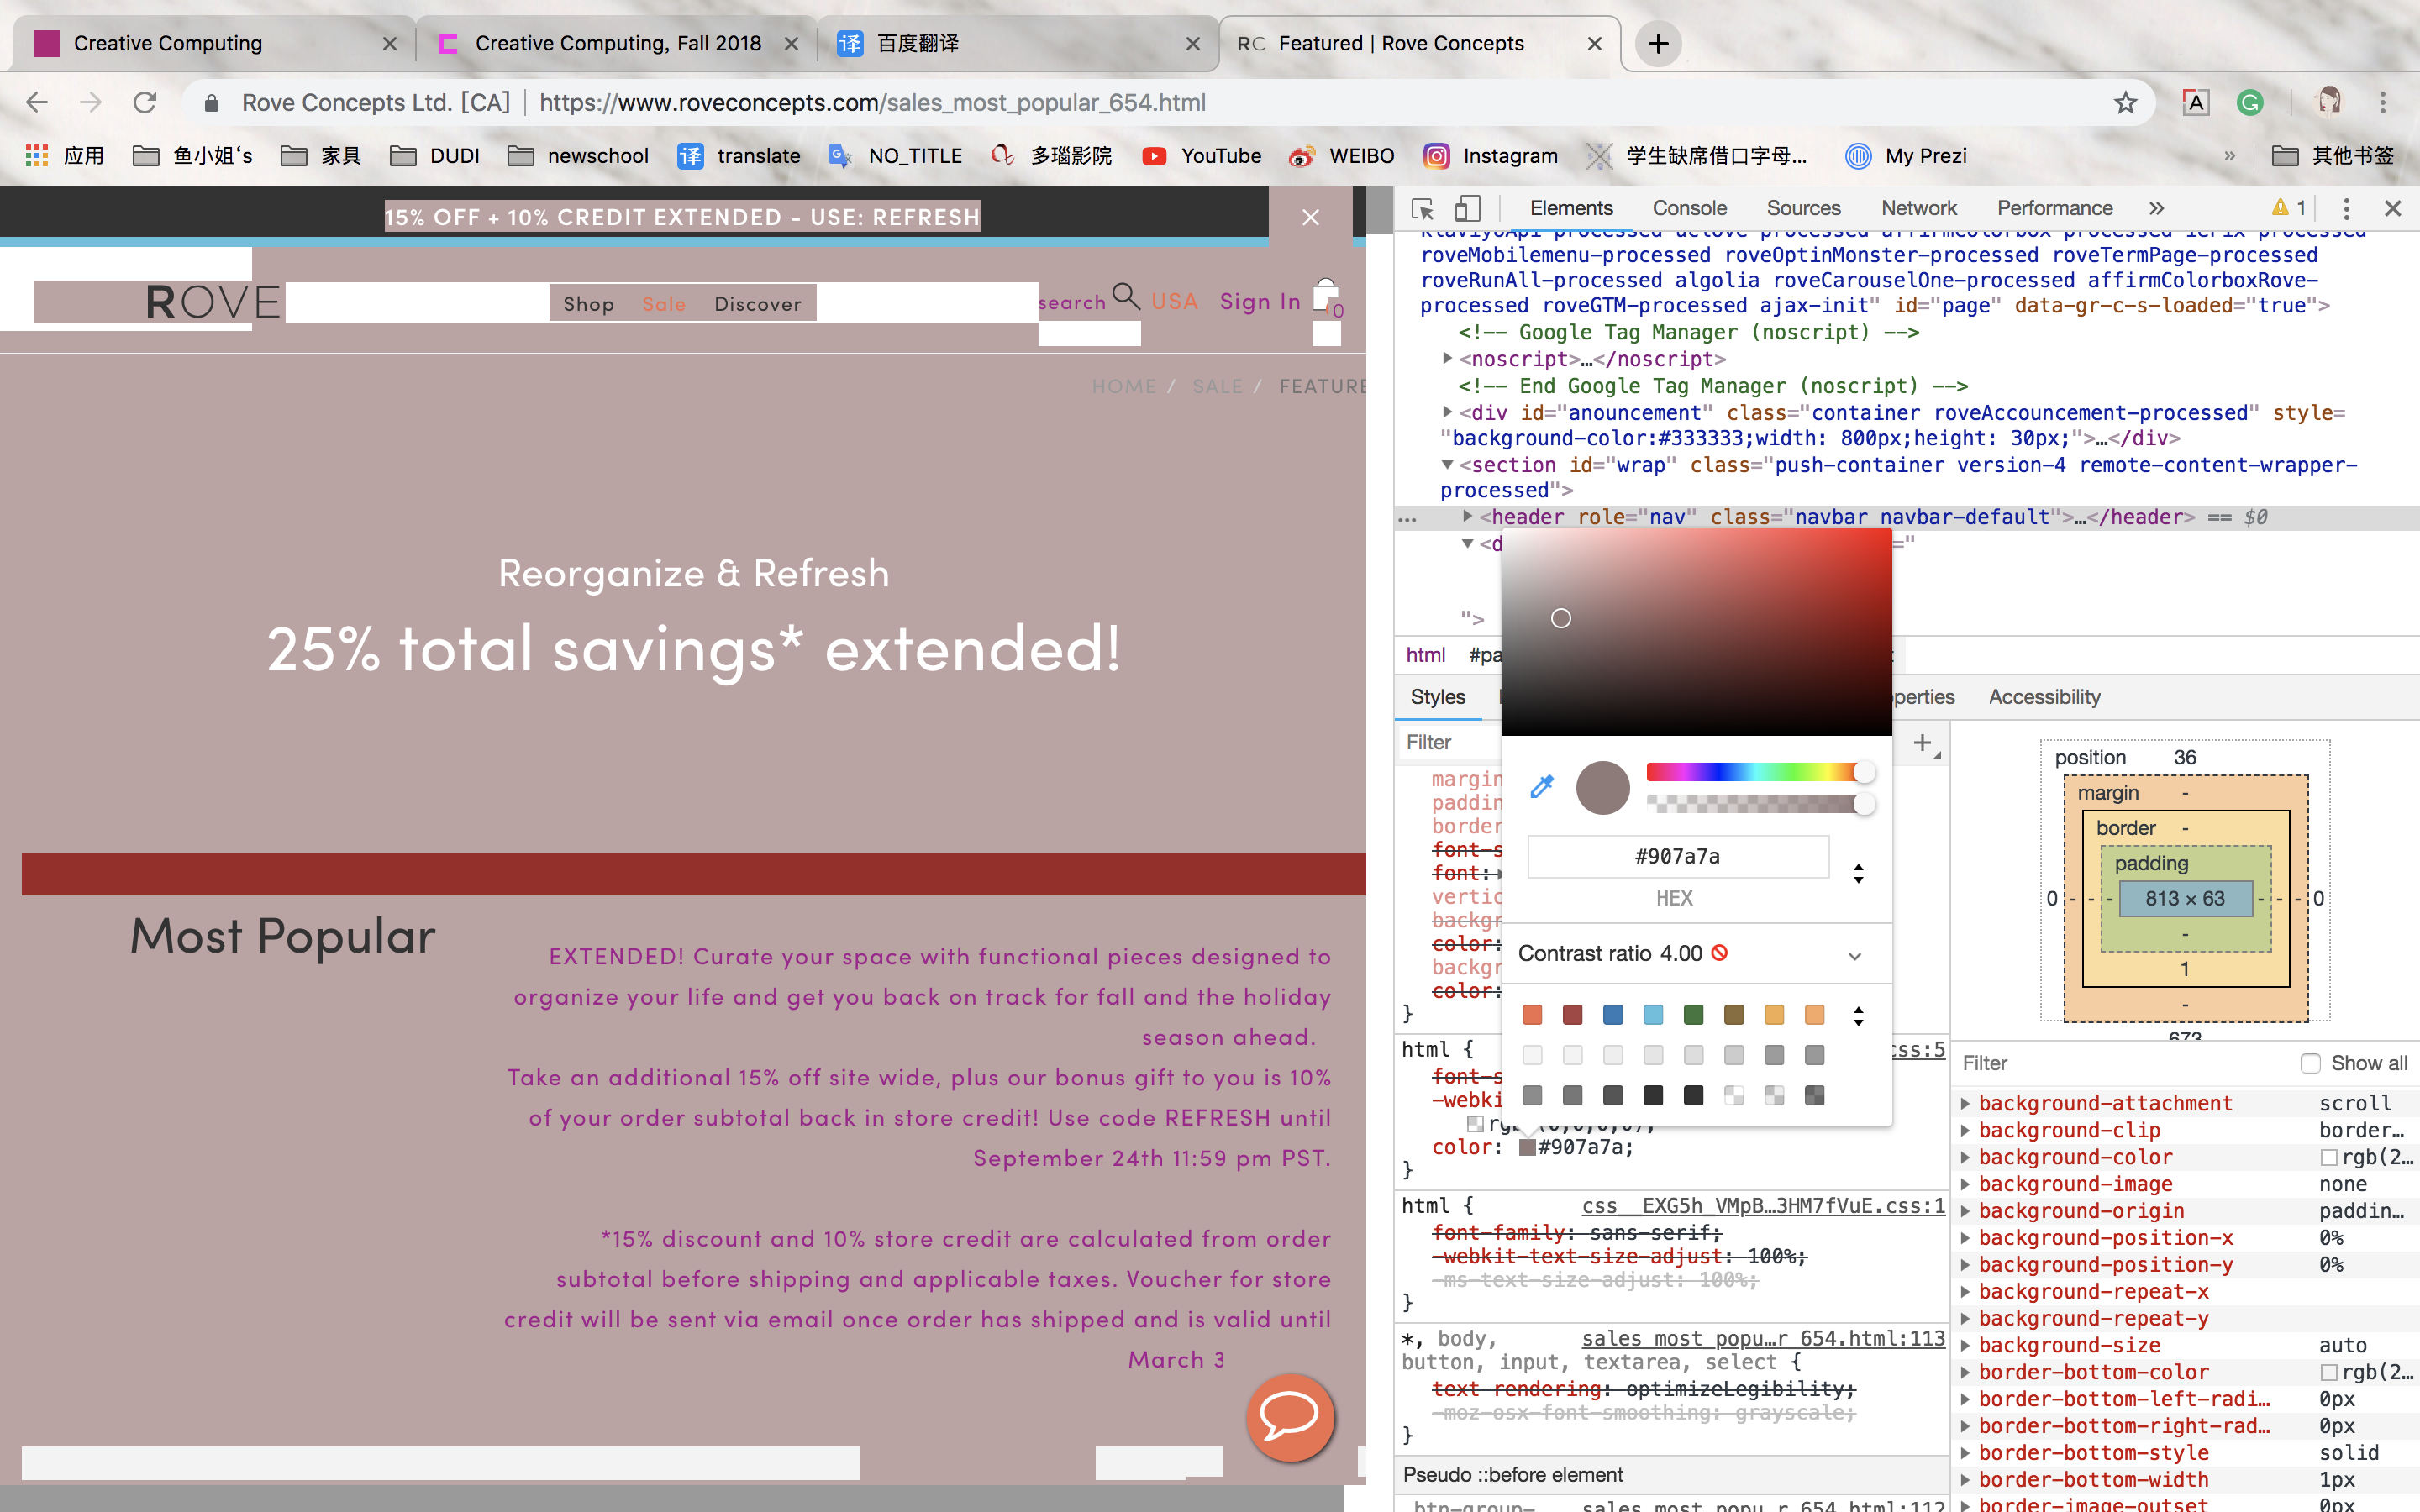 Creative Computing
Creative Computing, Fall 2018
百度翻译
RC Featured | Rove Concepts
Rove Concepts Ltd. [CA] | https://www.roveconcepts.com/sales_most_popular_654.html
应用 鱼小姐‘s 家具 DUDI newschool 译 translate NO_TITLE 多瑙影院 YouTube WEIBO Instagram 学生缺席借口字母... My Prezi » 其他书签
15% OFF + 10% CREDIT EXTENDED - USE: REFRESH
ROVE
Shop Sale Discover
search USA Sign In 0
HOME / SALE / FEATURE
Reorganize & Refresh
25% total savings* extended!
Most Popular
EXTENDED! Curate your space with functional pieces designed to
organize your life and get you back on track for fall and the holiday
season ahead.
Take an additional 15% off site wide, plus our bonus gift to you is 10%
of your order subtotal back in store credit! Use code REFRESH until
September 24th 11:59 pm PST.
*15% discount and 10% store credit are calculated from order
subtotal before shipping and applicable taxes. Voucher for store
credit will be sent via email once order has shipped and is valid until
March 3
Elements Console Sources Network Performance » 1
roveMobilemenu-processed roveOptinMonster-processed roveTermPage-processed
roveRunAll-processed algolia roveCarouselOne-processed affirmColorboxRove-
processed roveGTM-processed ajax-init" id="page" data-gr-c-s-loaded="true">
<!-- Google Tag Manager (noscript) -->
<noscript>…</noscript>
<!-- End Google Tag Manager (noscript) -->
<div id="anouncement" class="container roveAccouncement-processed" style=
"background-color:#333333;width: 800px;height: 30px;">…</div>
<section id="wrap" class="push-container version-4 remote-content-wrapper-
processed">
… <header role="nav" class="navbar navbar-default">…</header> == $0
<d ="
">
html #pa
Styles perties Accessibility
Filter
margin
paddin
border
font-s
font:
vertic
backgr
color:
backgr
color:
}
#907a7a
HEX
Contrast ratio 4.00
html { css:5
font-s
-webki
color: #907a7a;
}
html { css__EXG5h_VMpB…3HM7fVuE.css:1
font-family: sans-serif;
-webkit-text-size-adjust: 100%;
-ms-text-size-adjust: 100%;
}
*, body, sales_most_popu…r_654.html:113
button, input, textarea, select {
text-rendering: optimizeLegibility;
-moz-osx-font-smoothing: grayscale;
}
Pseudo ::before element
.btn-group- sales_most_popu…r_654.html:112
position 36
margin -
border -
padding
0 - - - 813 × 63 - - - 0
-
1
-
673
Filter Show all
background-attachment scroll
background-clip border…
background-color rgb(2…
background-image none
background-origin paddin…
background-position-x 0%
background-position-y 0%
background-repeat-x
background-repeat-y
background-size auto
border-bottom-color rgb(2…
border-bottom-left-radi… 0px
border-bottom-right-rad… 0px
border-bottom-style solid
border-bottom-width 1px
border-image-outset 0px